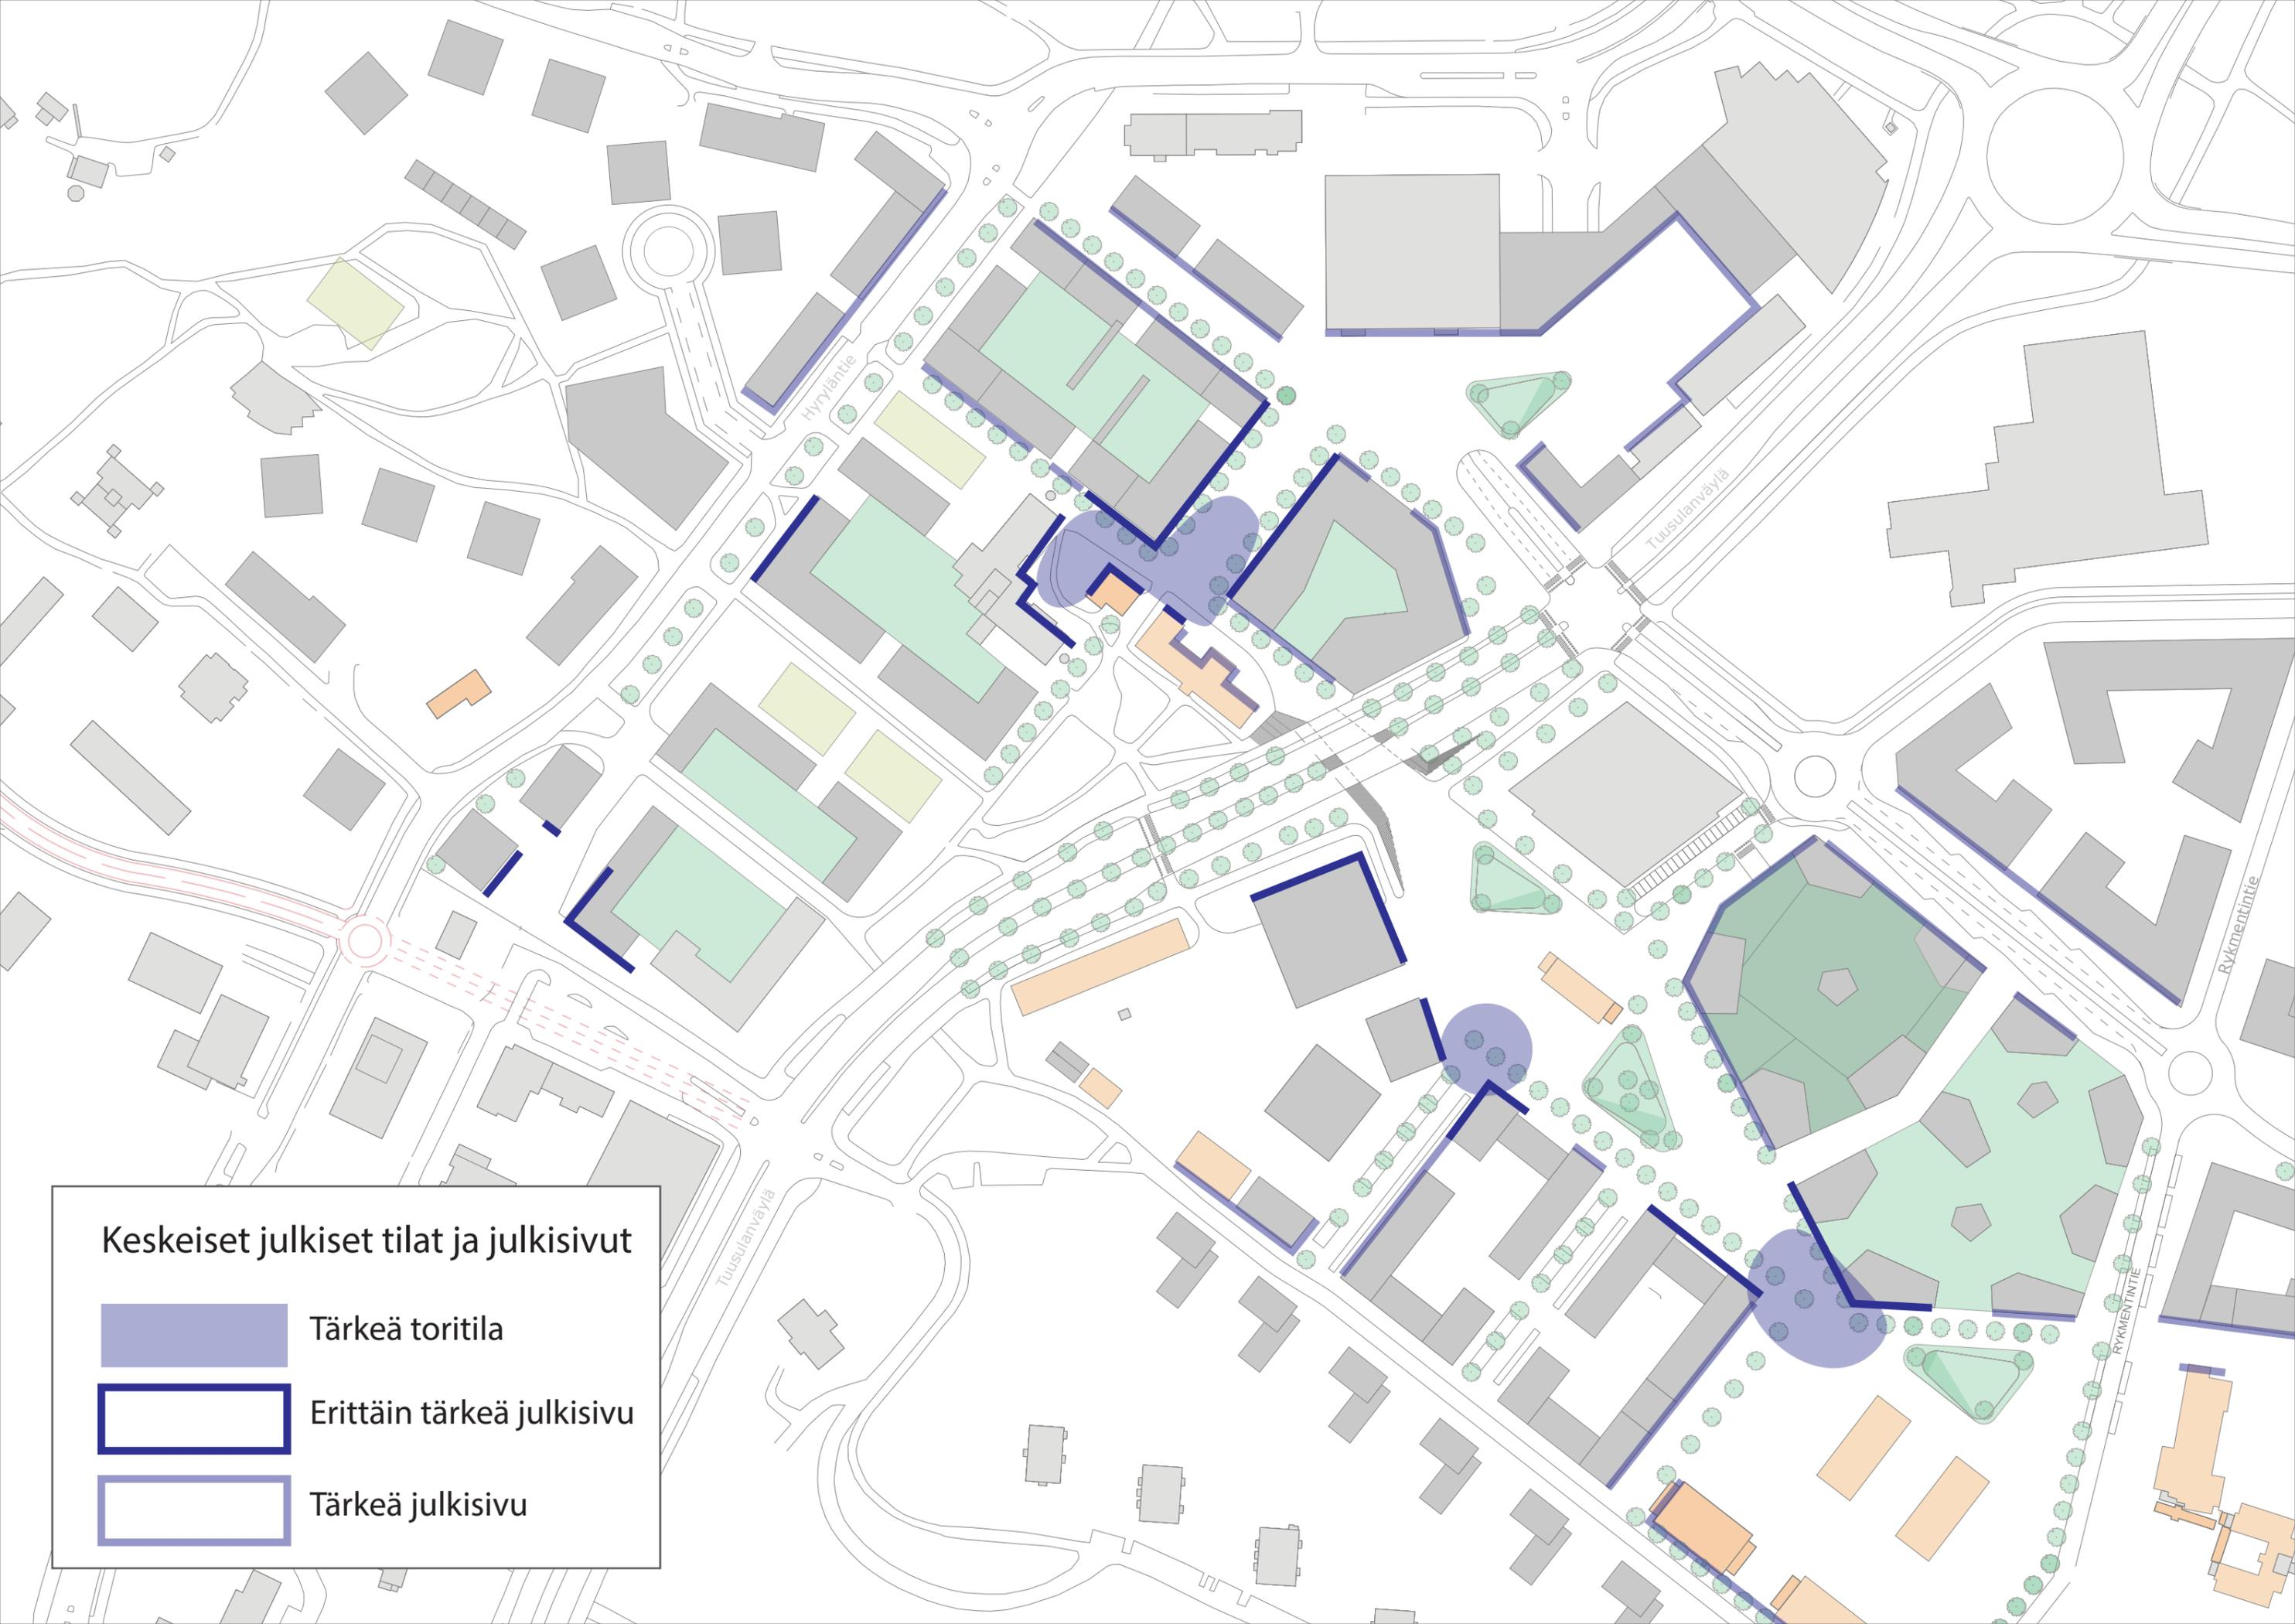 Hyryläntie
Tuusulanväylä
Rykmentintie
Tuusulanväylä
RYKMENTINTIE
Keskeiset julkiset tilat ja julkisivut
Tärkeä toritila
Erittäin tärkeä julkisivu
Tärkeä julkisivu